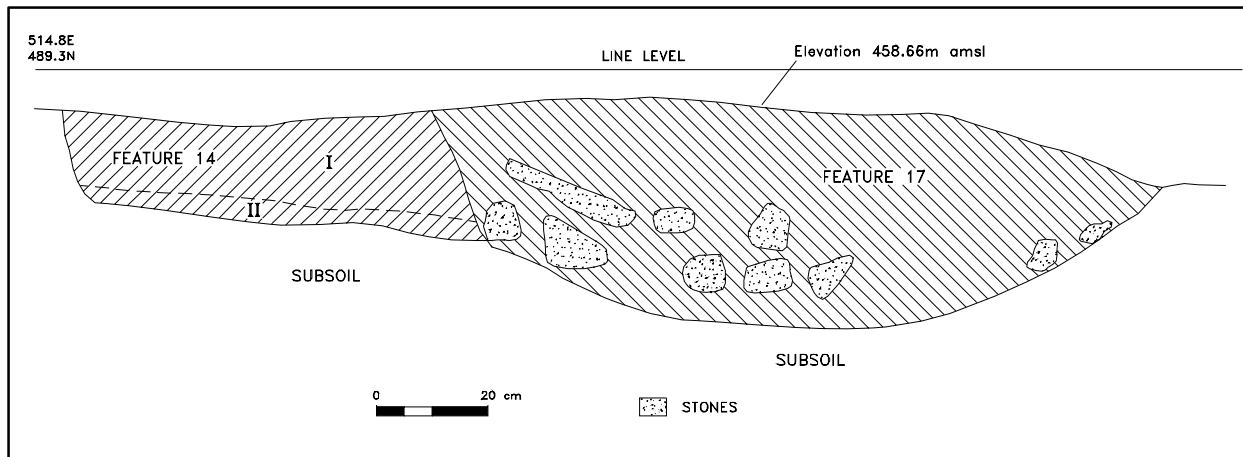 514.8E
489.3N
LINE LEVEL
Elevation 458.66m amsl
FEATURE 14
I
II
FEATURE 17
SUBSOIL
SUBSOIL
0 20 cm
STONES